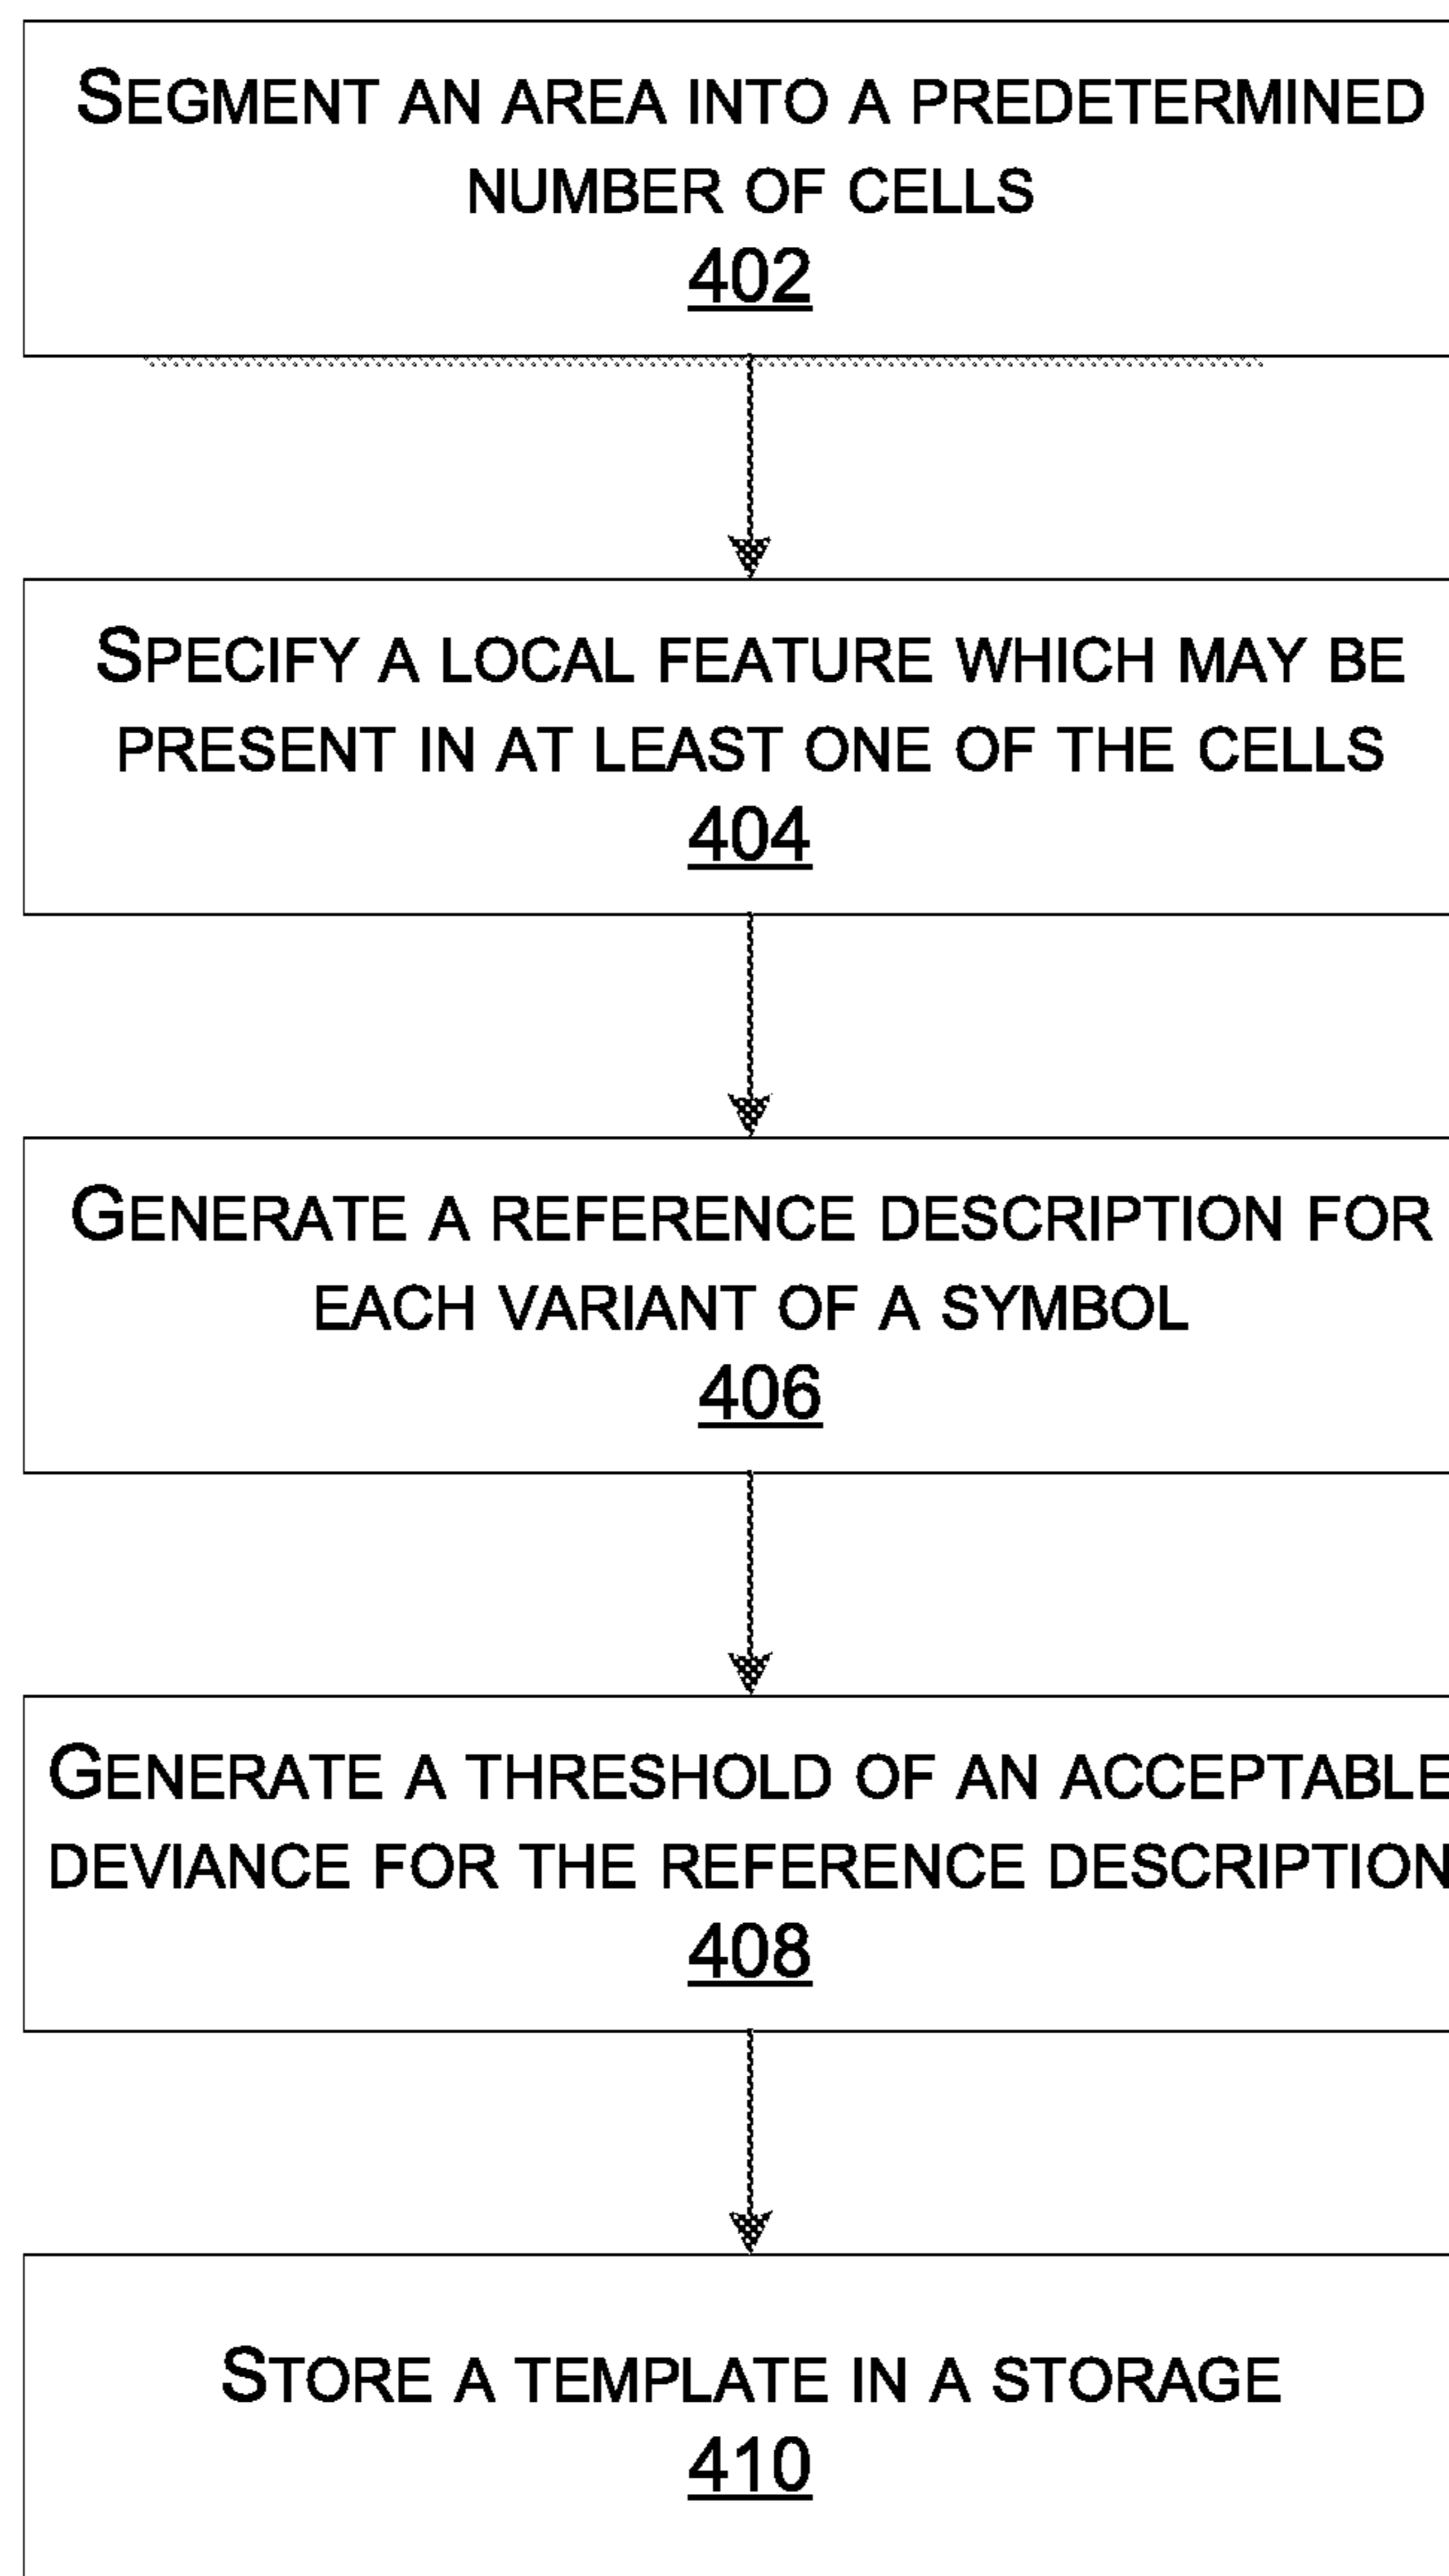 SEGMENT AN AREA INTO A PREDETERMINED
NUMBER OF CELLS
402
SPECIFY A LOCAL FEATURE WHICH MAY BE
PRESENT IN AT LEAST ONE OF THE CELLS
404
GENERATE A REFERENCE DESCRIPTION FOR
EACH VARIANT OF A SYMBOL
406
GENERATE A THRESHOLD OF AN ACCEPTABLE
DEVIANCE FOR THE REFERENCE DESCRIPTION
408
STORE A TEMPLATE IN A STORAGE
410